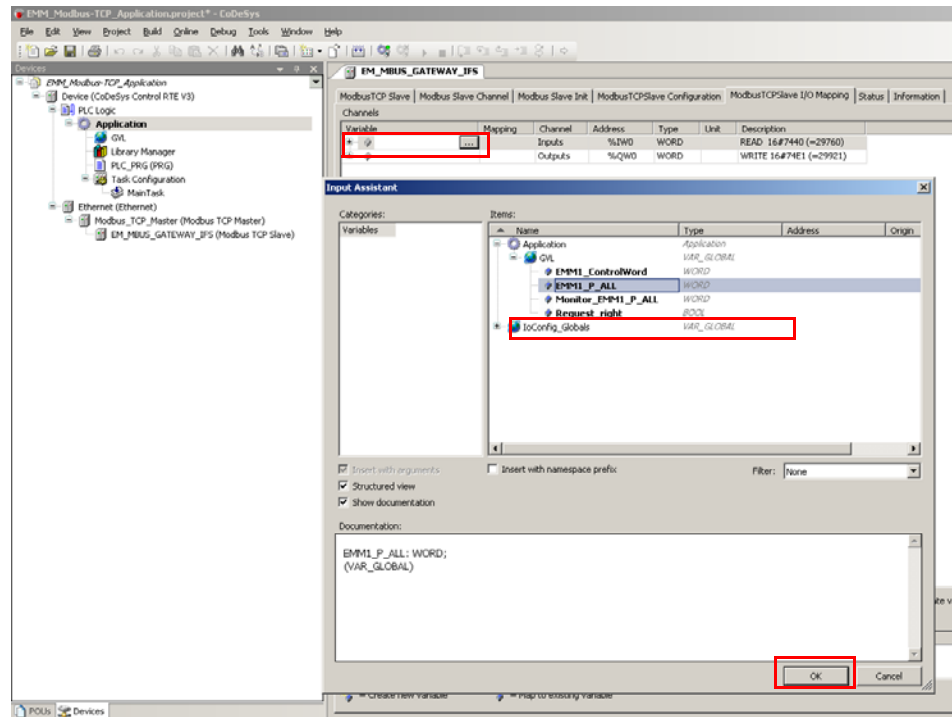 EMM_Modbus-TCP_Application.project* - CoDeSys
File Edit View Project Build Online Debug Tools Window Help
Devices
EMM_Modbus-TCP_Application
Device (CoDeSys Control RTE V3)
PLC Logic
Application
GVL
Library Manager
PLC_PRG (PRG)
Task Configuration
MainTask
Ethernet (Ethernet)
Modbus_TCP_Master (Modbus TCP Master)
EM_MBUS_GATEWAY_IFS (Modbus TCP Slave)
POUs Devices
EM_MBUS_GATEWAY_IFS
ModbusTCP Slave Modbus Slave Channel Modbus Slave Init ModbusTCPSlave Configuration ModbusTCPSlave I/O Mapping Status Information
Channels
Variable Mapping Channel Address Type Unit Description
... Inputs %IW0 WORD READ 16#7440 (=29760)
Outputs %QW0 WORD WRITE 16#74E1 (=29921)
Input Assistant
Categories:
Variables
Items:
Name Type Address Origin
Application Application
GVL VAR_GLOBAL
EMM1_ControlWord WORD
EMM1_P_ALL WORD
Monitor_EMM1_P_ALL WORD
Request_right BOOL
IoConfig_Globals VAR_GLOBAL
Insert with arguments Insert with namespace prefix Filter: None
Structured view
Show documentation
Documentation:
EMM1_P_ALL: WORD;
(VAR_GLOBAL)
OK Cancel
= Create new variable = Map to existing variable